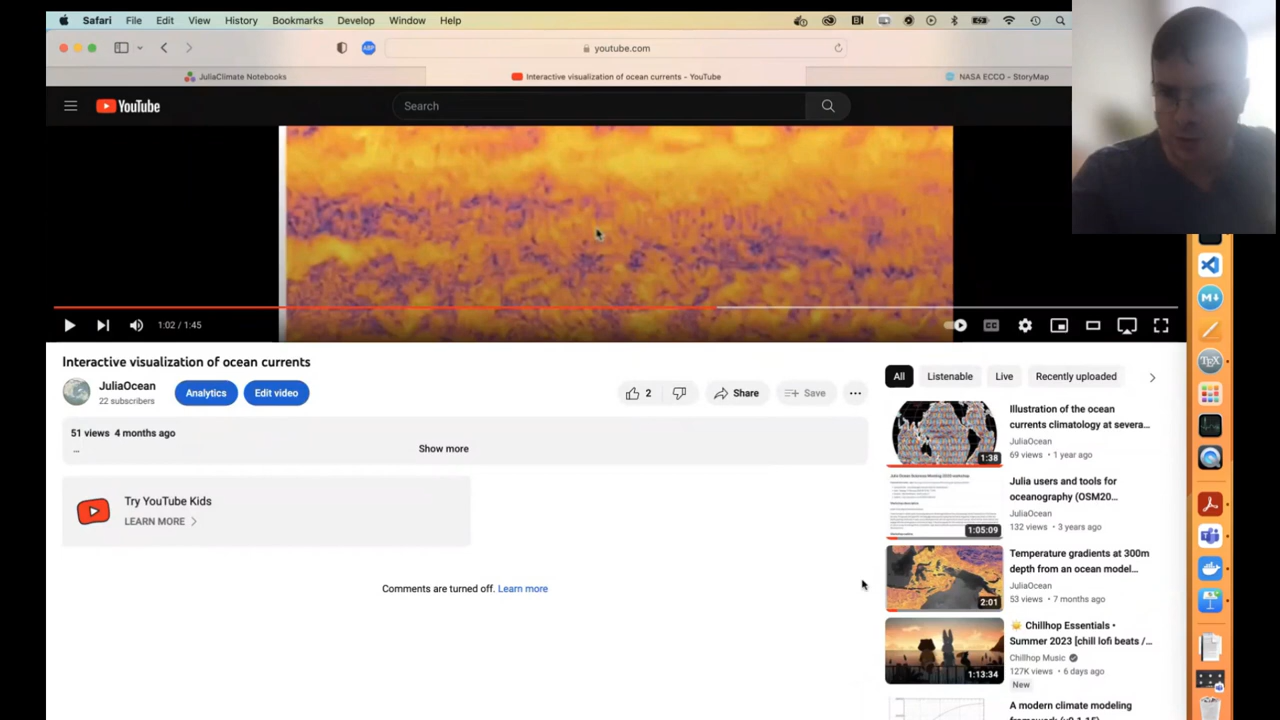 Safari File Edit View History Bookmarks Develop Window Help
youtube.com
JuliaClimate Notebooks
Interactive visualization of ocean currents - YouTube
NASA ECCO - StoryMap
YouTube
Search
1:02 / 1:45
CC
Interactive visualization of ocean currents
JuliaOcean
22 subscribers
Analytics
Edit video
2
Share
Save
51 views 4 months ago
...
Show more
Try YouTube Kids
LEARN MORE
Comments are turned off. Learn more
All Listenable Live Recently uploaded
Illustration of the ocean
currents climatology at severa...
JuliaOcean
69 views • 1 year ago
1:38
Julia users and tools for
oceanography (OSM20...
JuliaOcean
132 views • 3 years ago
1:05:09
Temperature gradients at 300m
depth from an ocean model...
JuliaOcean
53 views • 7 months ago
2:01
Chillhop Essentials •
Summer 2023 [chill lofi beats /...
Chillhop Music
127K views • 6 days ago
New
1:13:34
A modern climate modeling
ABP
TEX